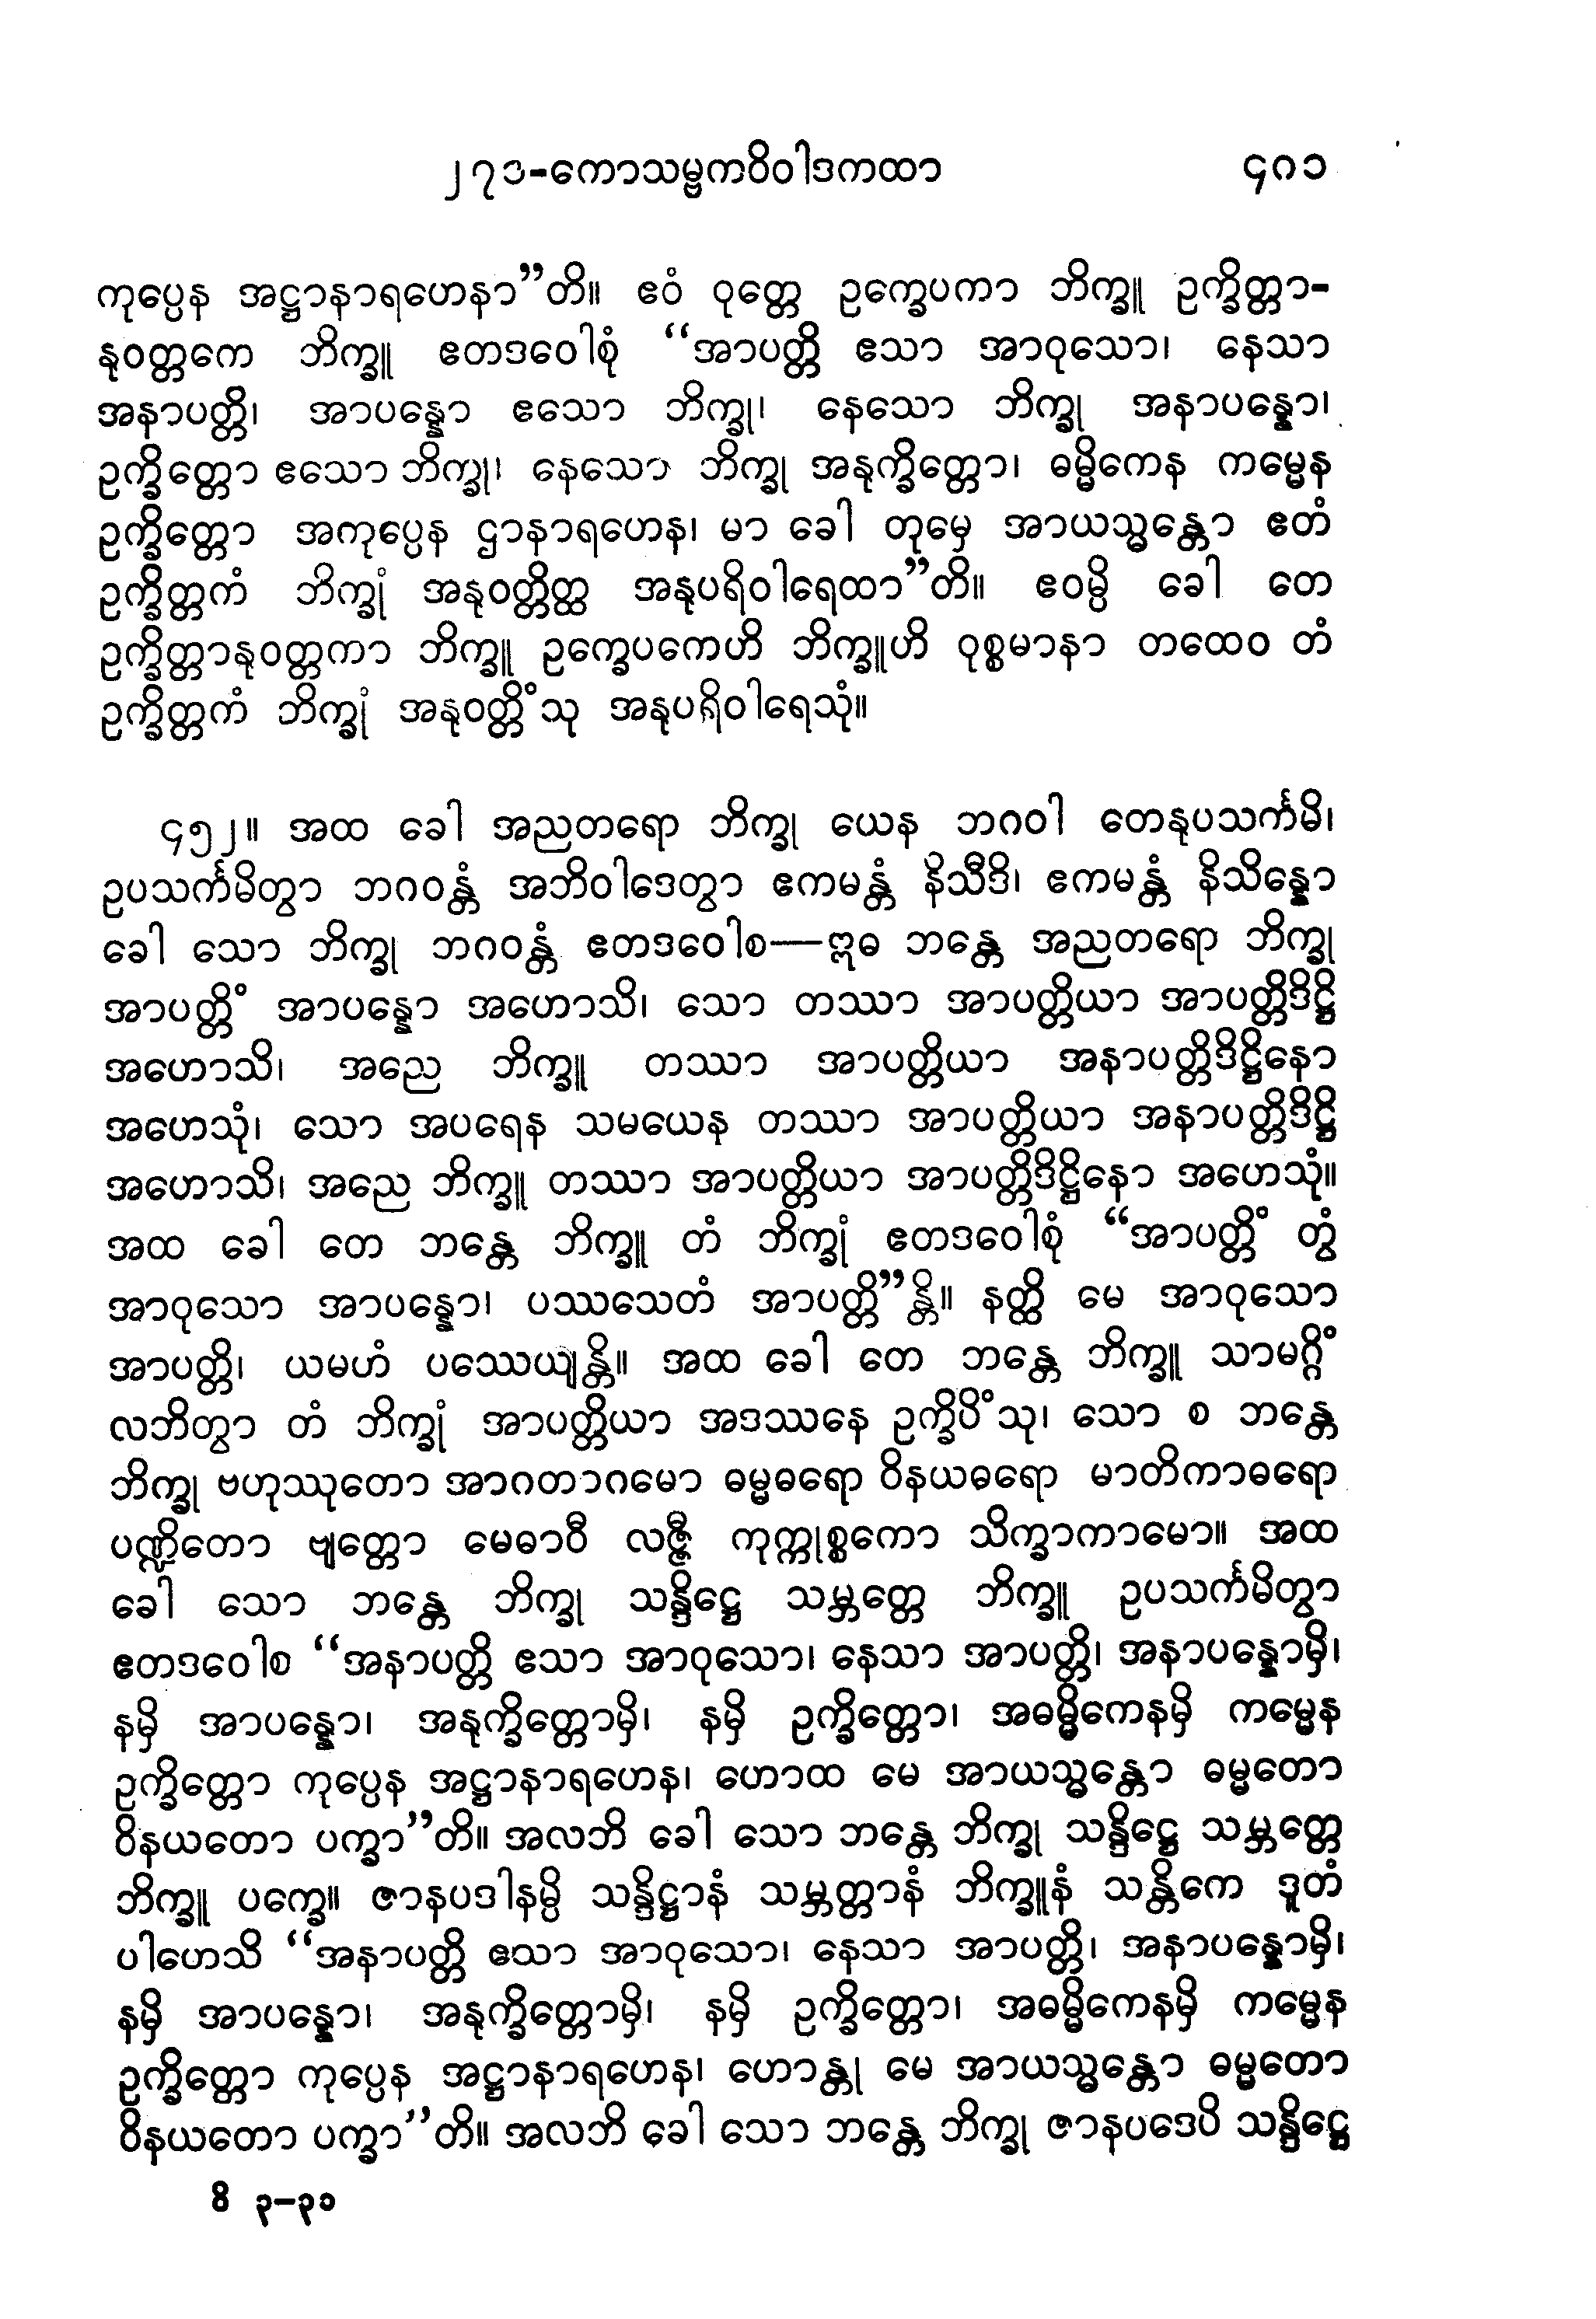 ၂၇၁-ကောသမ္ဗကဝိဝါဒကထာ ၄၈၁
ကုပ္ပေန အဋ္ဌာနာရဟေနာ”တိ။ ဧဝံ ဝုတ္တေ ဥက္ခေပကာ ဘိက္ခူ ဥက္ခိတ္တာ-
နုဝတ္တကေ ဘိက္ခူ ဧတဒဝေါစုံ “အာပတ္တိ ဧသာ အာဝုသော၊ နေသာ
အနာပတ္တိ၊ အာပန္နော ဧသော ဘိက္ခု၊ နေသော ဘိက္ခု အနာပန္နော၊
ဥက္ခိတ္တော ဧသော ဘိက္ခု၊ နေသော ဘိက္ခု အနုက္ခိတ္တော၊ ဓမ္မိကေန ကမ္မေန
ဥက္ခိတ္တော အကုပ္ပေန ဌာနာရဟေန၊ မာ ခေါ တုမှေ အာယသ္မန္တော ဧတံ
ဥက္ခိတ္တကံ ဘိက္ခုံ အနုဝတ္တိတ္ထ အနုပရိဝါရေထာ”တိ။ ဧဝမ္ပိ ခေါ တေ
ဥက္ခိတ္တာနုဝတ္တကာ ဘိက္ခူ ဥက္ခေပကေဟိ ဘိက္ခူဟိ ဝုစ္စမာနာ တထေဝ တံ
ဥက္ခိတ္တကံ ဘိက္ခုံ အနုဝတ္တိံသု အနုပရိဝါရေသုံ။
၄၅၂။ အထ ခေါ အညတရော ဘိက္ခု ယေန ဘဂဝါ တေနုပသင်္ကမိ၊
ဥပသင်္ကမိတွာ ဘဂဝန္တံ အဘိဝါဒေတွာ ဧကမန္တံ နိသီဒိ၊ ဧကမန္တံ နိသိန္နော
ခေါ သော ဘိက္ခု ဘဂဝန္တံ ဧတဒဝေါစ—ဣဓ ဘန္တေ အညတရော ဘိက္ခု
အာပတ္တိံ အာပန္နော အဟောသိ၊ သော တဿာ အာပတ္တိယာ အာပတ္တိဒိဋ္ဌိ
အဟောသိ၊ အညေ ဘိက္ခူ တဿာ အာပတ္တိယာ အနာပတ္တိဒိဋ္ဌိနော
အဟေသုံ၊ သော အပရေန သမယေန တဿာ အာပတ္တိယာ အနာပတ္တိဒိဋ္ဌိ
အဟောသိ၊ အညေ ဘိက္ခူ တဿာ အာပတ္တိယာ အာပတ္တိဒိဋ္ဌိနော အဟေသုံ။
အထ ခေါ တေ ဘန္တေ ဘိက္ခူ တံ ဘိက္ခုံ ဧတဒဝေါစုံ “အာပတ္တိံ တွံ
အာဝုသော အာပန္နော၊ ပဿသေတံ အာပတ္တိ”န္တိ။ နတ္ထိ မေ အာဝုသော
အာပတ္တိ၊ ယမဟံ ပဿေယျန္တိ။ အထ ခေါ တေ ဘန္တေ ဘိက္ခူ သာမဂ္ဂိံ
လဘိတွာ တံ ဘိက္ခုံ အာပတ္တိယာ အဒဿနေ ဥက္ခိပိံသု၊ သော စ ဘန္တေ
ဘိက္ခု ဗဟုဿုတော အာဂတာဂမော ဓမ္မဓရော ဝိနယဓရော မာတိကာဓရော
ပဏ္ဍိတော ဗျတ္တော မေဓာဝီ လဇ္ဇီ ကုက္ကုစ္စကော သိက္ခာကာမော။ အထ
ခေါ သော ဘန္တေ ဘိက္ခု သန္ဒိဋ္ဌေ သမ္ဘတ္တေ ဘိက္ခူ ဥပသင်္ကမိတွာ
ဧတဒဝေါစ “အနာပတ္တိ ဧသာ အာဝုသော၊ နေသာ အာပတ္တိ၊ အနာပန္နောမှိ၊
နမှိ အာပန္နော၊ အနုက္ခိတ္တောမှိ၊ နမှိ ဥက္ခိတ္တော၊ အဓမ္မိကေနမှိ ကမ္မေန
ဥက္ခိတ္တော ကုပ္ပေန အဋ္ဌာနာရဟေန၊ ဟောထ မေ အာယသ္မန္တော ဓမ္မတော
ဝိနယတော ပက္ခာ”တိ။ အလဘိ ခေါ သော ဘန္တေ ဘိက္ခု သန္ဒိဋ္ဌေ သမ္ဘတ္တေ
ဘိက္ခူ ပက္ခေ။ ဇာနပဒါနမ္ပိ သန္ဒိဋ္ဌာနံ သမ္ဘတ္တာနံ ဘိက္ခူနံ သန္တိကေ ဒူတံ
ပါဟေသိ “အနာပတ္တိ ဧသာ အာဝုသော၊ နေသာ အာပတ္တိ၊ အနာပန္နောမှိ၊
နမှိ အာပန္နော၊ အနုက္ခိတ္တောမှိ၊ နမှိ ဥက္ခိတ္တော၊ အဓမ္မိကေနမှိ ကမ္မေန
ဥက္ခိတ္တော ကုပ္ပေန အဋ္ဌာနာရဟေန၊ ဟောန္တု မေ အာယသ္မန္တော ဓမ္မတော
ဝိနယတော ပက္ခာ”တိ။ အလဘိ ခေါ သော ဘန္တေ ဘိက္ခု ဇာနပဒေပိ သန္ဒိဋ္ဌေ
ဝိ ၃–၃၁